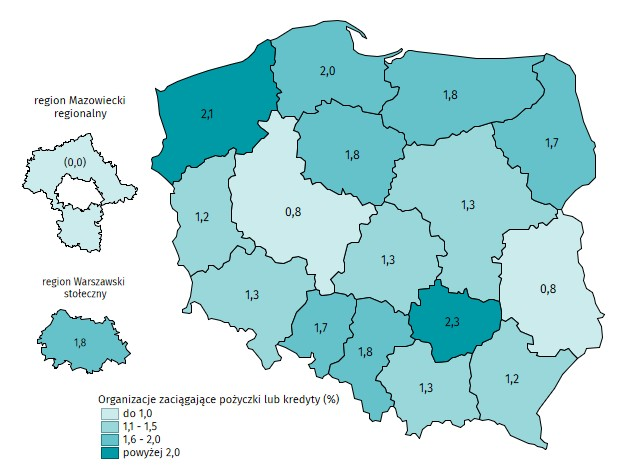 2,0
2,1
1,8
region Mazowiecki
regionalny
1,7
(0,0)
1,8
1,2
0,8
1,3
1,3
region Warszawski
stołeczny
1,3
0,8
1,8
1,7
2,3
1,8
1,3
1,2
Organizacje zaciągające pożyczki lub kredyty (%)
do 1,0
1,1 - 1,5
1,6 - 2,0
powyżej 2,0